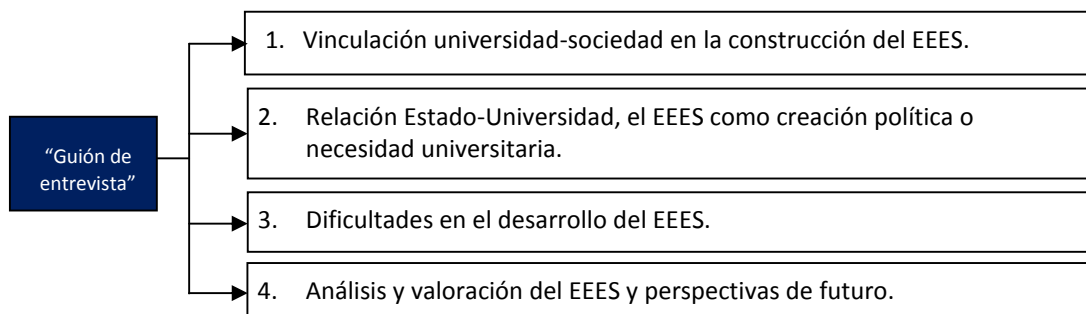 “Guión de
entrevista”
1. Vinculación universidad-sociedad en la construcción del EEES.
2. Relación Estado-Universidad, el EEES como creación política o
necesidad universitaria.
3. Dificultades en el desarrollo del EEES.
4. Análisis y valoración del EEES y perspectivas de futuro.